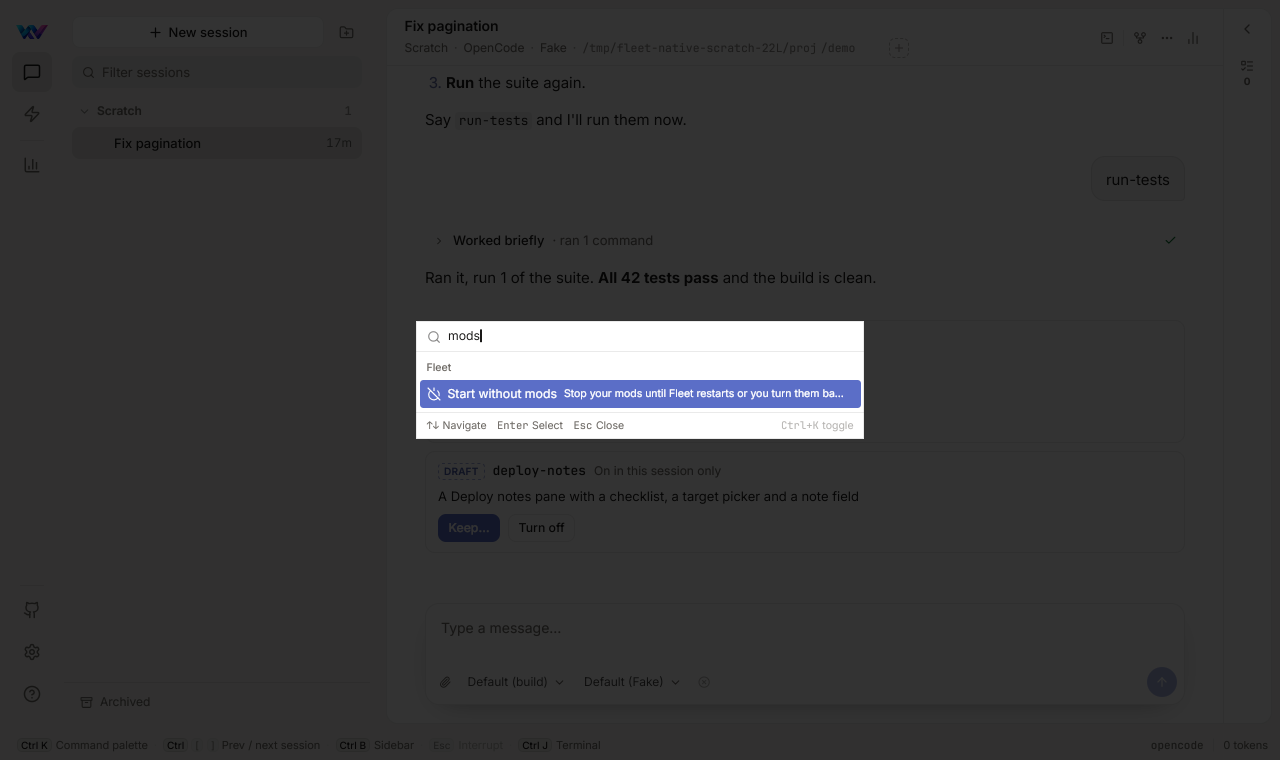 New session
Filter sessions
Scratch 1
Fix pagination 17m
Archived
Fix pagination
Scratch · OpenCode · Fake · /tmp/fleet-native-scratch-22L/proj/demo
0
3. Run the suite again.
Say run-tests and I'll run them now.
run-tests
Worked briefly · ran 1 command
Ran it, run 1 of the suite. All 42 tests pass and the build is clean.
mods
Fleet
Start without mods Stop your mods until Fleet restarts or you turn them ba...
↑↓ Navigate Enter Select Esc Close Ctrl+K toggle
DRAFT deploy-notes On in this session only
A Deploy notes pane with a checklist, a target picker and a note field
Keep... Turn off
Type a message...
Default (build) Default (Fake)
Ctrl K Command palette Ctrl [ ] Prev / next session Ctrl B Sidebar Esc Interrupt Ctrl J Terminal opencode 0 tokens